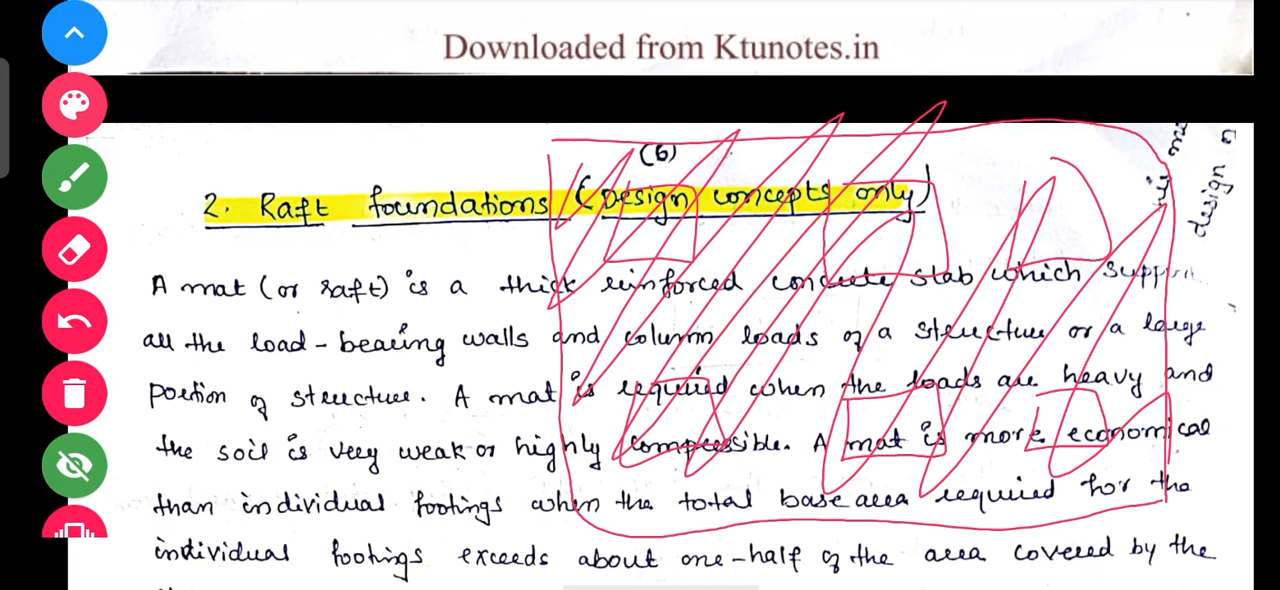 Downloaded from Ktunotes.in
(6)
2. Raft foundations (Design concepts only)
A mat (or raft) is a thick reinforced concrete slab which support
all the load-bearing walls and column loads of a structure or a large
portion of structure. A mat is required when the loads are heavy and
the soil is very weak or highly compressible. A mat is more economical
than individual footings when the total base area required for the
individual footings exceeds about one-half of the area covered by the
design